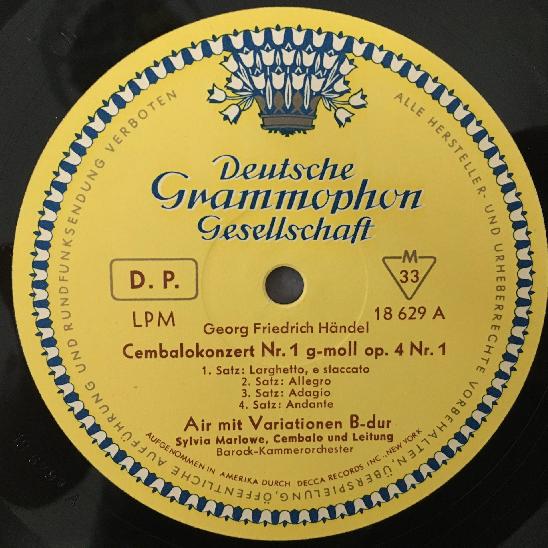 ALLE HERSTELLER- UND URHEBERRECHTE VORBEHALTEN, ÜBERSPIELUNG, ÖFFENTLICHE AUFFÜHRUNG UND RUNDFUNKSENDUNG VERBOTEN
Deutsche
Grammophon
Gesellschaft
D. P.
M
33
LPM
18 629 A
Georg Friedrich Händel
Cembalokonzert Nr. 1 g-moll op. 4 Nr. 1
1. Satz: Larghetto, e staccato
2. Satz: Allegro
3. Satz: Adagio
4. Satz: Andante
Air mit Variationen B-dur
Sylvia Marlowe, Cembalo und Leitung
Barock-Kammerorchester
AUFGENOMMEN IN AMERIKA DURCH DECCA RECORDS, INC., NEW YORK